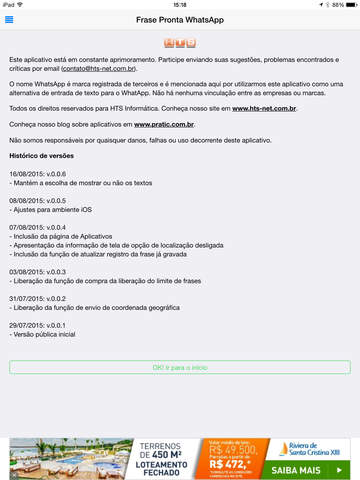 iPad
15:18
88%
Frase Pronta WhatsApp
HTS
Este aplicativo está em constante aprimoramento. Participe enviando suas sugestões, problemas encontrados e
críticas por email (contato@hts-net.com.br).
O nome WhatsApp é marca registrada de terceiros e é mencionada aqui por utilizarmos este aplicativo como uma
alternativa de entrada de texto para o WhatApp. Não há nenhuma vinculação entre as empresas ou marcas.
Todos os direitos reservados para HTS Informática. Conheça nosso site em www.hts-net.com.br.
Conheça nosso blog sobre aplicativos em www.pratic.com.br.
Não somos responsáveis por quaisquer danos, falhas ou uso decorrente deste aplicativo.
Histórico de versões
16/08/2015: v.0.0.6
- Mantém a escolha de mostrar ou não os textos
08/08/2015: v.0.0.5
- Ajustes para ambiente iOS
07/08/2015: v.0.0.4
- Inclusão da página de Aplicativos
- Apresentação da informação de tela de opção de localização desligada
- Inclusão da função de atualizar registro da frase já gravada
03/08/2015: v.0.0.3
- Liberação da função de compra da liberação do limite de frases
31/07/2015: v.0.0.2
- Liberação da função de envio de coordenada geográfica
29/07/2015: v.0.0.1
- Versão pública inicial
OK! Ir para o início
TERRENOS
DE 450 M²
LOTEAMENTO
FECHADO
Valor médio de um:
R$ 49.500,
Parcelas a partir de
R$ 472,*
Riviera de
Santa Cristina XIII
SAIBA MAIS